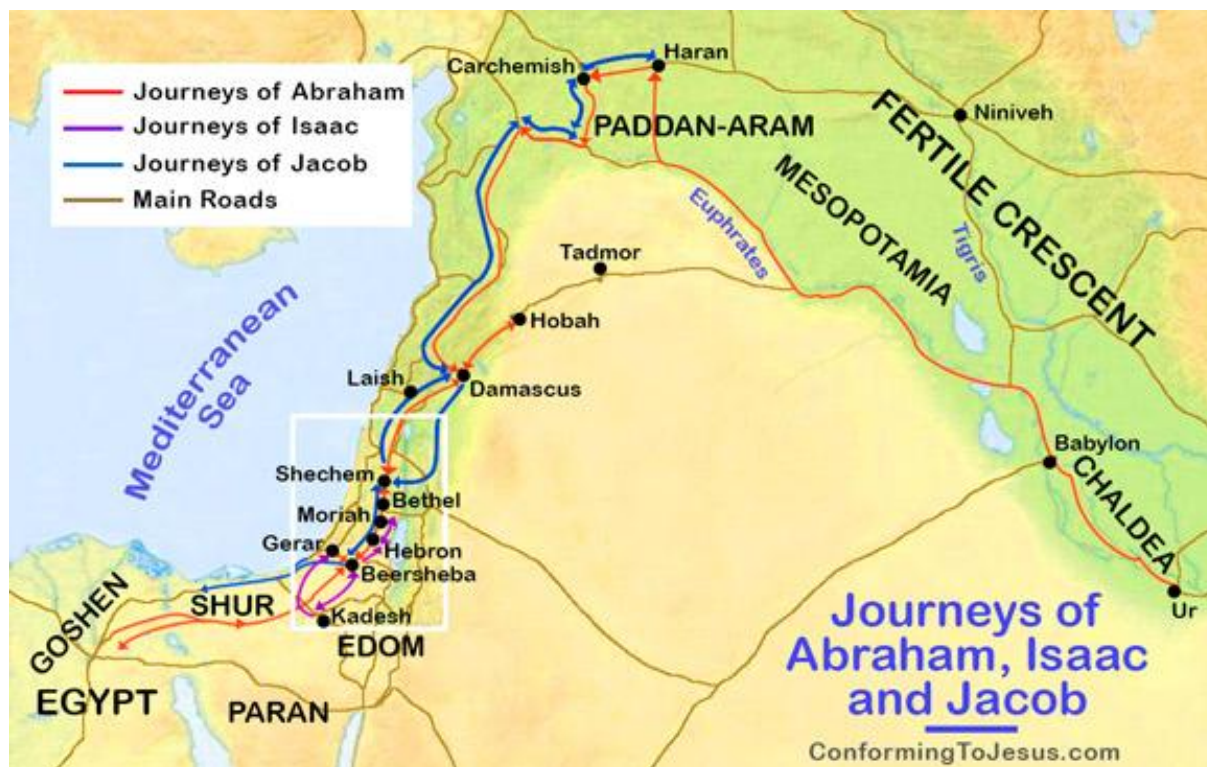 Journeys of Abraham
Journeys of Isaac
Journeys of Jacob
Main Roads
Carchemish
Haran
PADDAN-ARAM
Niniveh
FERTILE CRESCENT
MESOPOTAMIA
Euphrates
Tigris
Tadmor
Hobah
Mediterranean
Sea
Laish
Damascus
Shechem
Bethel
Moriah
Gerar
Hebron
Beersheba
Babylon
CHALDEA
Ur
GOSHEN
SHUR
Kadesh
EDOM
EGYPT
PARAN
Journeys of
Abraham, Isaac
and Jacob
ConformingToJesus.com